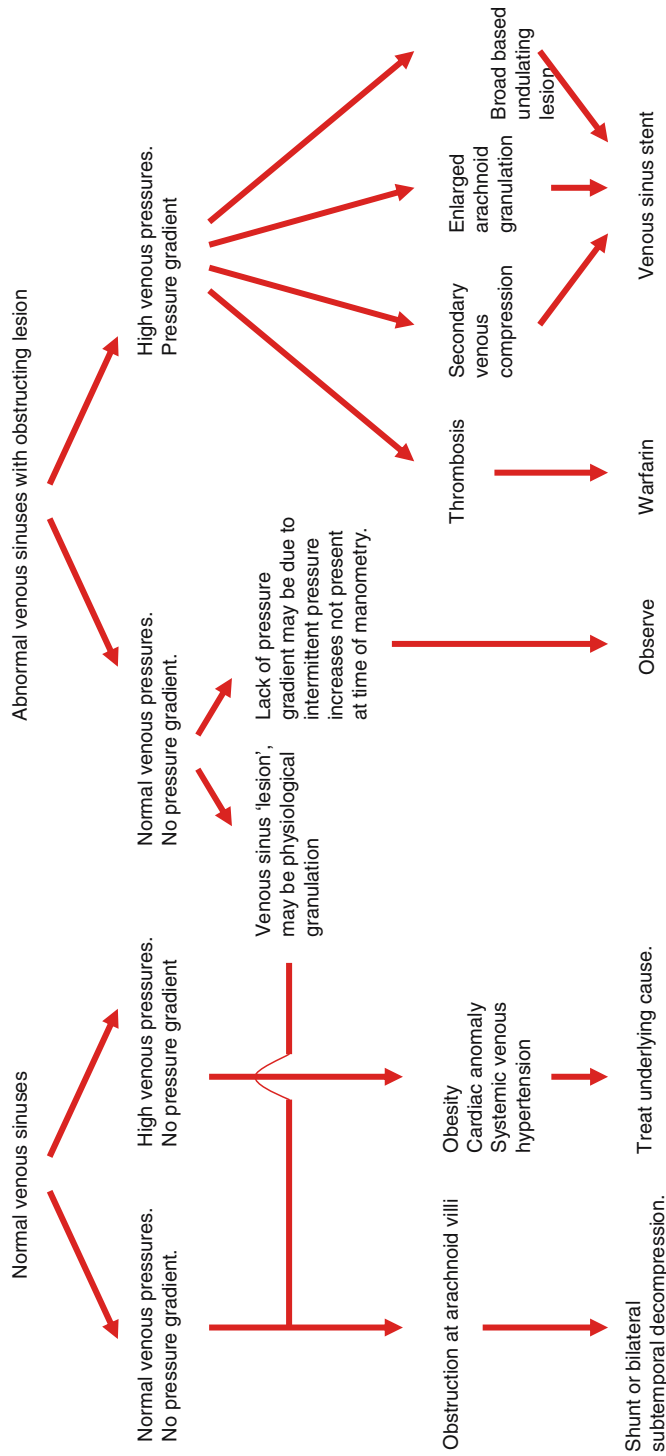 Normal venous sinuses
Abnormal venous sinuses with obstructing lesion
Normal venous pressures.
No pressure gradient.
High venous pressures.
No pressure gradient
Normal venous pressures.
No pressure gradient.
High venous pressures.
Pressure gradient
Venous sinus ‘lesion’,
may be physiological
granulation
Lack of pressure
gradient may be due to
intermittent pressure
increases not present
at time of manometry.
Obstruction at arachnoid villi
Obesity
Cardiac anomaly
Systemic venous
hypertension
Thrombosis
Secondary
venous
compression
Enlarged
arachnoid
granulation
Broad based
undulating
lesion
Shunt or bilateral
subtemporal decompression.
Treat underlying cause.
Observe
Warfarin
Venous sinus stent